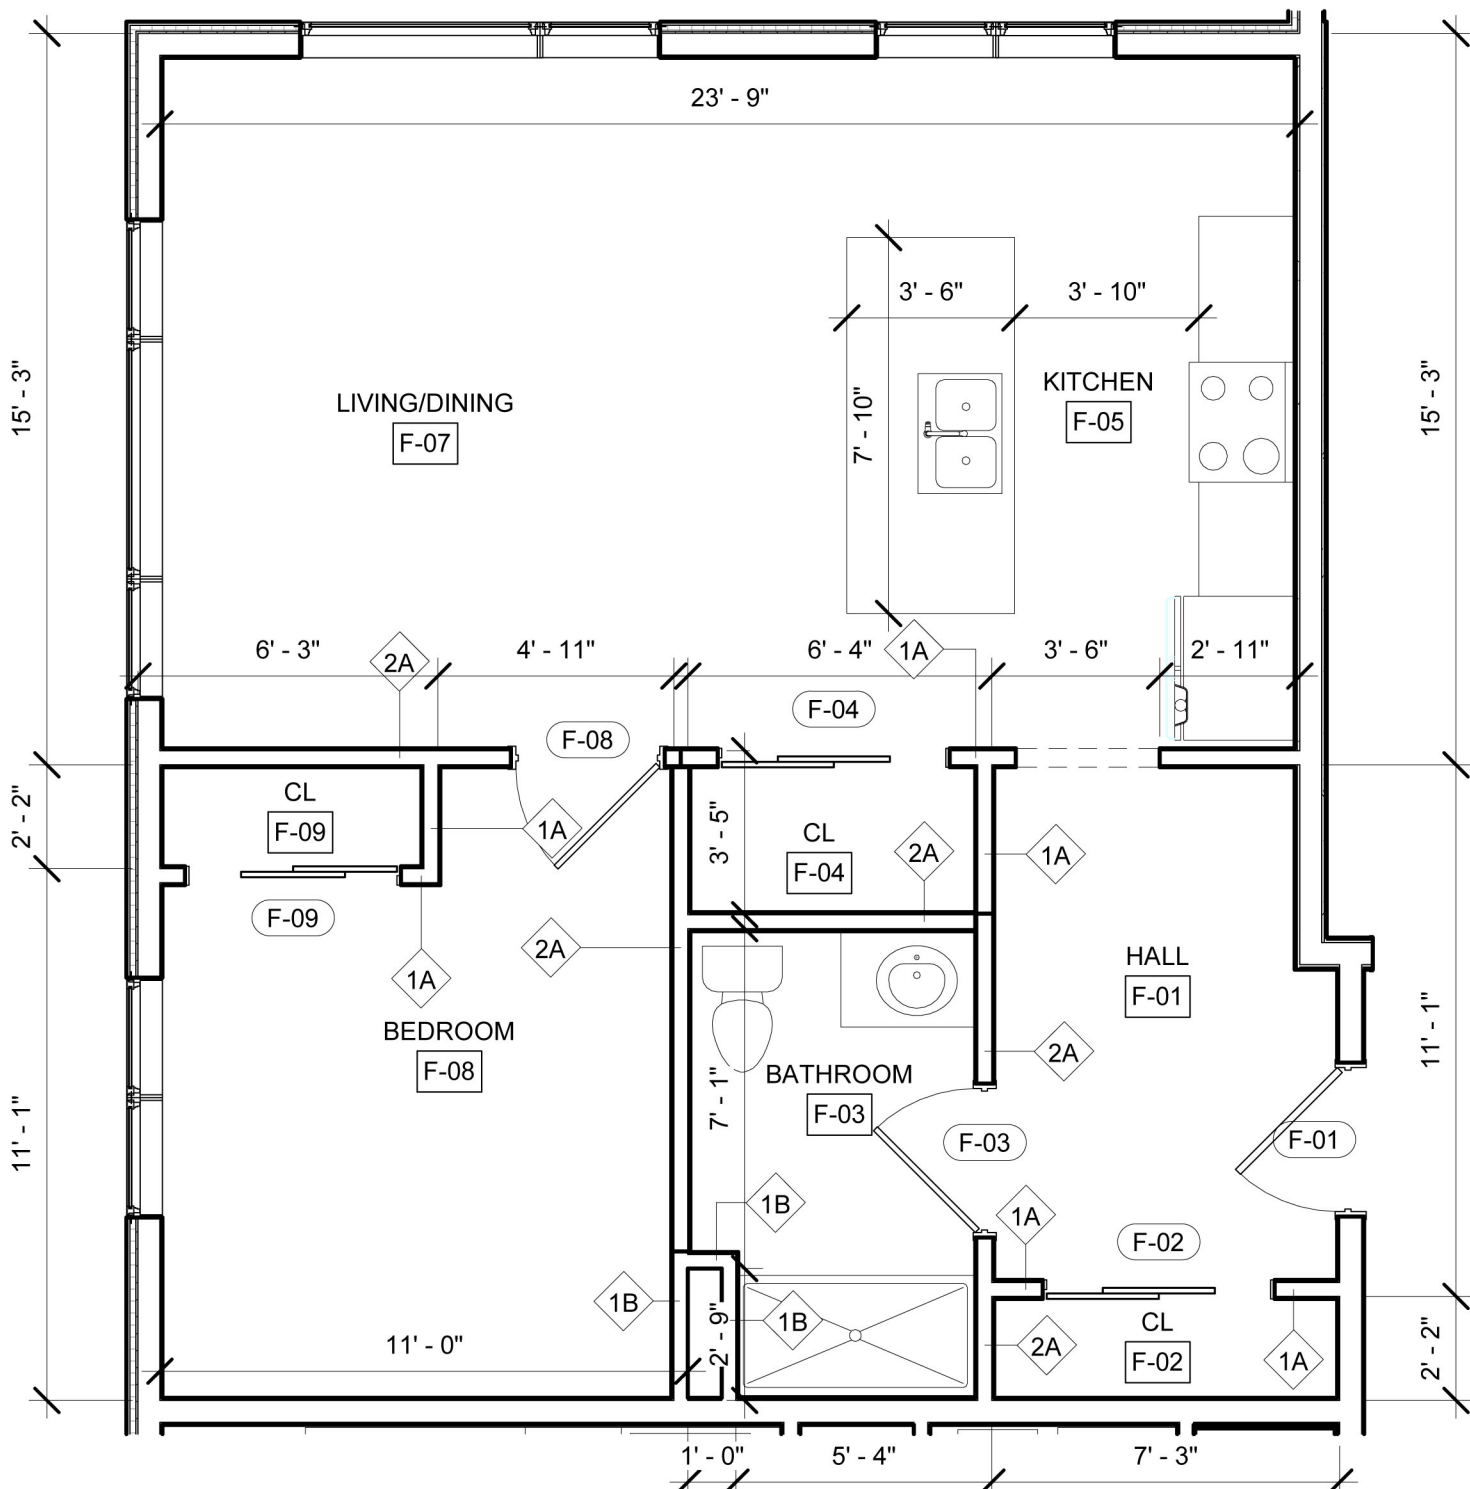 23' - 9"
3' - 6"
3' - 10"
15' - 3"
LIVING/DINING
F-07
7' - 10"
KITCHEN
F-05
15' - 3"
6' - 3"
2A
4' - 11"
6' - 4"
1A
3' - 6"
2' - 11"
F-04
F-08
2' - 2"
CL
F-09
1A
3' - 5"
CL
F-04
2A
1A
F-09
2A
1A
HALL
F-01
BEDROOM
F-08
2A
11' - 1"
BATHROOM
F-03
7' - 1"
11' - 1"
F-03
F-01
1B
1A
F-02
1B
1B
2' - 9"
11' - 0"
CL
F-02
2A
1A
2' - 2"
1' - 0"
5' - 4"
7' - 3"